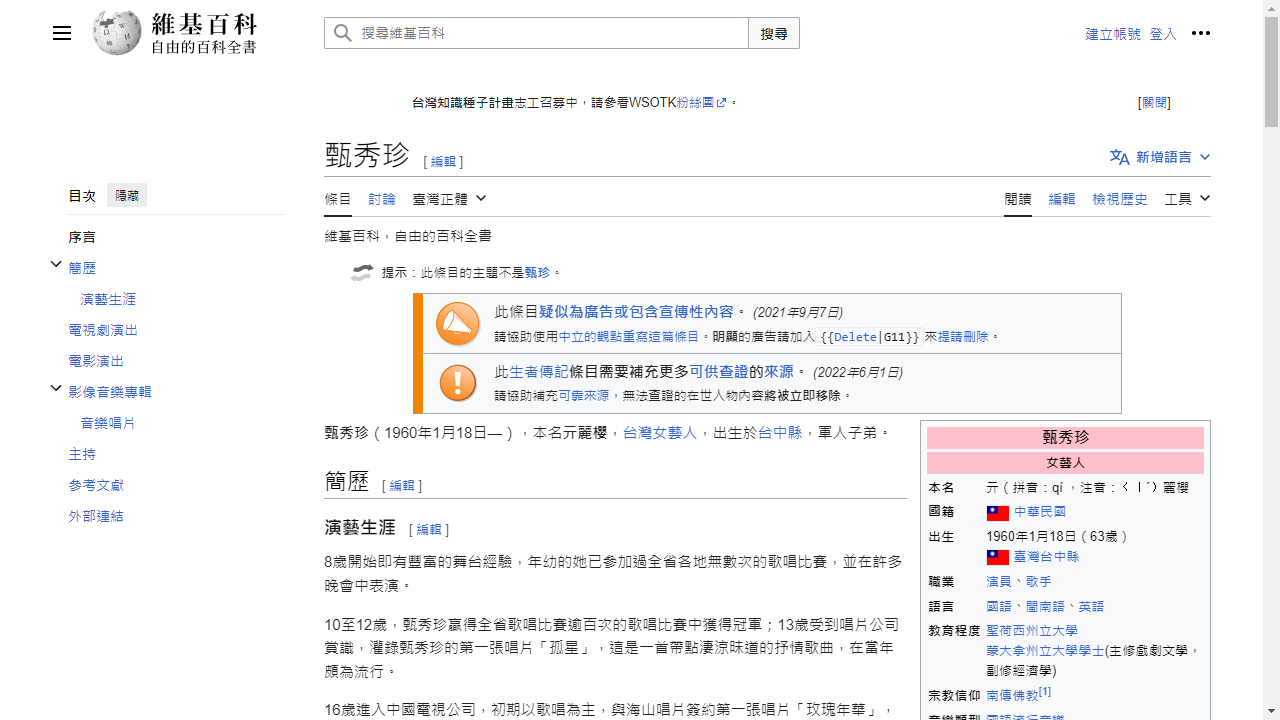 維基百科
自由的百科全書
搜尋維基百科
搜尋
建立帳號 登入
台灣知識種子計畫志工召募中，請參看WSOTK粉絲團。
[關閉]
甄秀珍 [ 編輯 ]
新增語言
目次 隱藏
序言
簡歷
演藝生涯
電視劇演出
電影演出
影像音樂專輯
音樂唱片
主持
參考文獻
外部連結
條目 討論 臺灣正體
閱讀 編輯 檢視歷史 工具
維基百科，自由的百科全書
提示：此條目的主題不是甄珍。
此條目疑似為廣告或包含宣傳性內容。 (2021年9月7日)
請協助使用中立的觀點重寫這篇條目。明顯的廣告請加入{{Delete|G11}}來提請刪除。
此生者傳記條目需要補充更多可供查證的來源。 (2022年6月1日)
請協助補充可靠來源，無法查證的在世人物內容將被立即移除。
甄秀珍（1960年1月18日—），本名亓麗櫻，台灣女藝人，出生於台中縣，軍人子弟。
簡歷 [ 編輯 ]
演藝生涯 [ 編輯 ]
8歲開始即有豐富的舞台經驗，年幼的她已參加過全省各地無數次的歌唱比賽，並在許多
晚會中表演。
10至12歲，甄秀珍贏得全省歌唱比賽逾百次的歌唱比賽中獲得冠軍；13歲受到唱片公司
賞識，灌錄甄秀珍的第一張唱片「孤星」，這是一首帶點淒涼味道的抒情歌曲，在當年
頗為流行。
16歲進入中國電視公司，初期以歌唱為主，與海山唱片簽約第一張唱片「玫瑰年華」，
甄秀珍
女藝人
本名 亓（拼音：qí ，注音：ㄑㄧˊ）麗櫻
國籍 中華民國
出生 1960年1月18日（63歲）
臺灣台中縣
職業 演員、歌手
語言 國語、閩南語、英語
教育程度 聖荷西州立大學
蒙大拿州立大學學士(主修戲劇文學，
副修經濟學)
宗教信仰 南傳佛教[1]
音樂類型 國語流行音樂